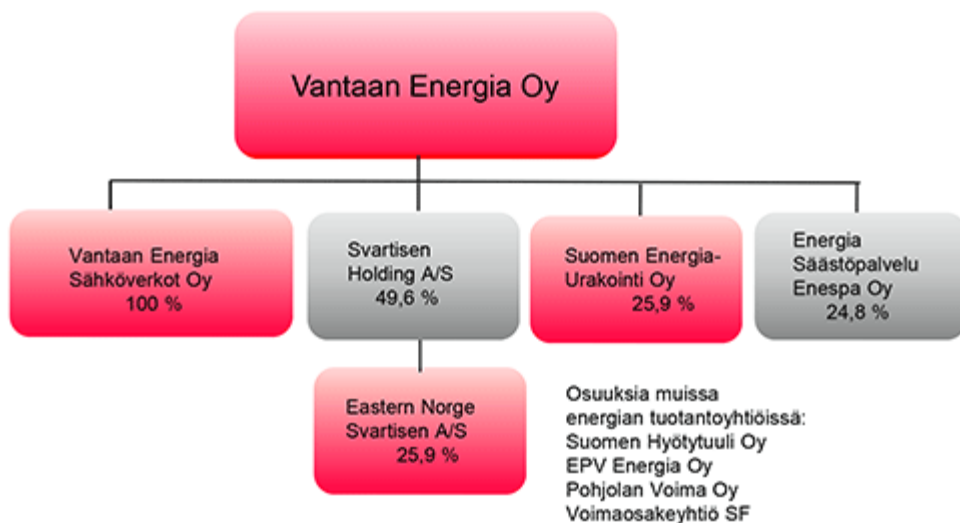 Vantaan Energia Oy
Vantaan Energia
Sähköverkot Oy
100 %
Svartisen
Holding A/S
49,6 %
Suomen Energia-
Urakointi Oy
25,9 %
Energia
Säästöpalvelu
Enespa Oy
24,8 %
Eastern Norge
Svartisen A/S
25,9 %
Osuuksia muissa
energian tuotantoyhtiöissä:
Suomen Hyötytuuli Oy
EPV Energia Oy
Pohjolan Voima Oy
Voimaosakeyhtiö SF